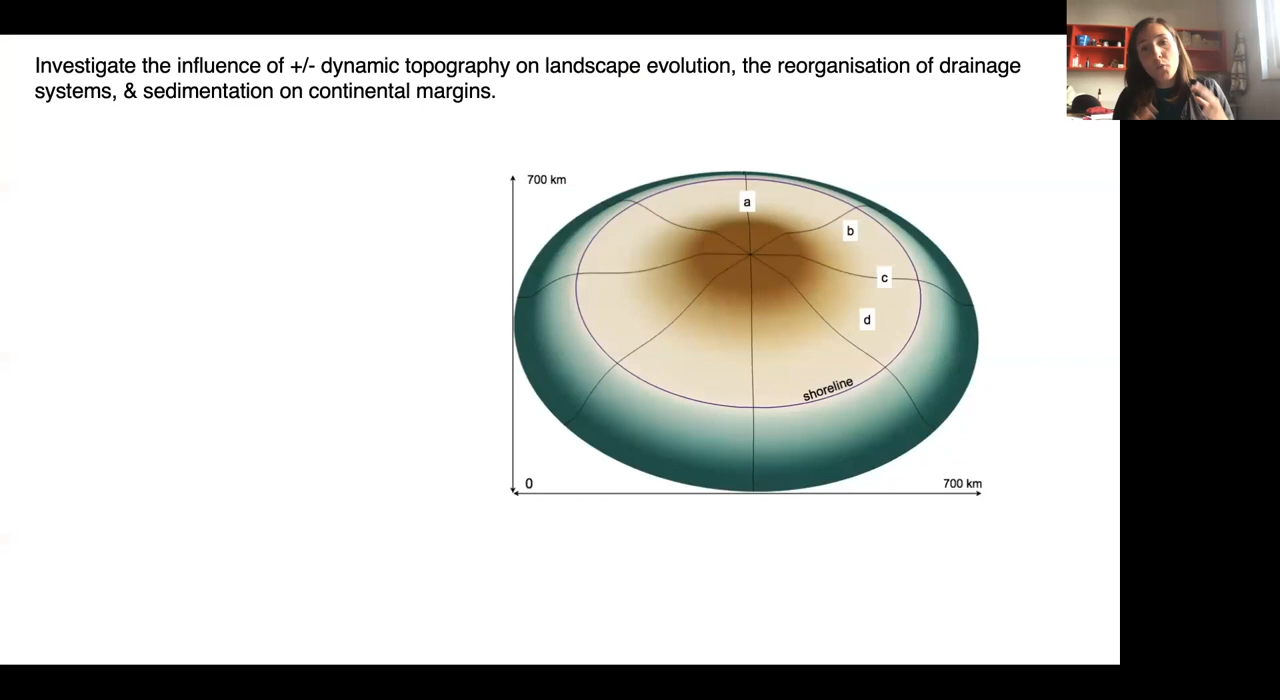 Investigate the influence of +/- dynamic topography on landscape evolution, the reorganisation of drainage
systems, & sedimentation on continental margins.
700 km
a
b
c
d
shoreline
0
700 km